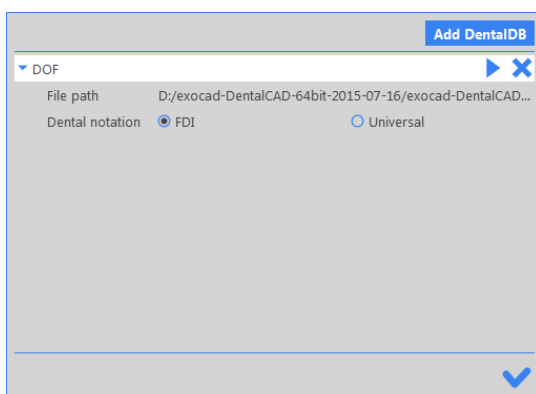 Add DentalDB
DOF
File path D:/exocad-DentalCAD-64bit-2015-07-16/exocad-DentalCAD...
Dental notation FDI Universal